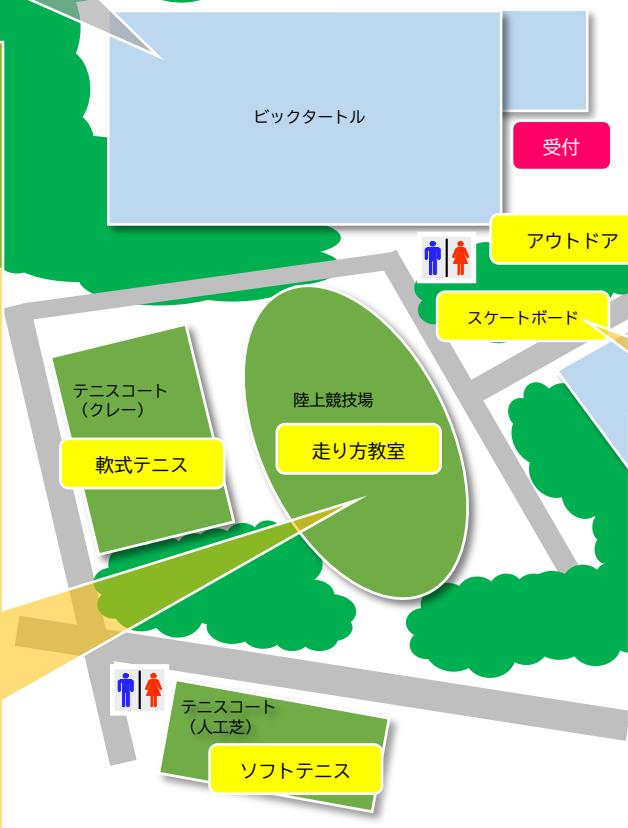 ビックタートル
受付
アウトドア
スケートボード
テニスコート
（クレー）
軟式テニス
陸上競技場
走り方教室
テニスコート
（人工芝）
ソフトテニス